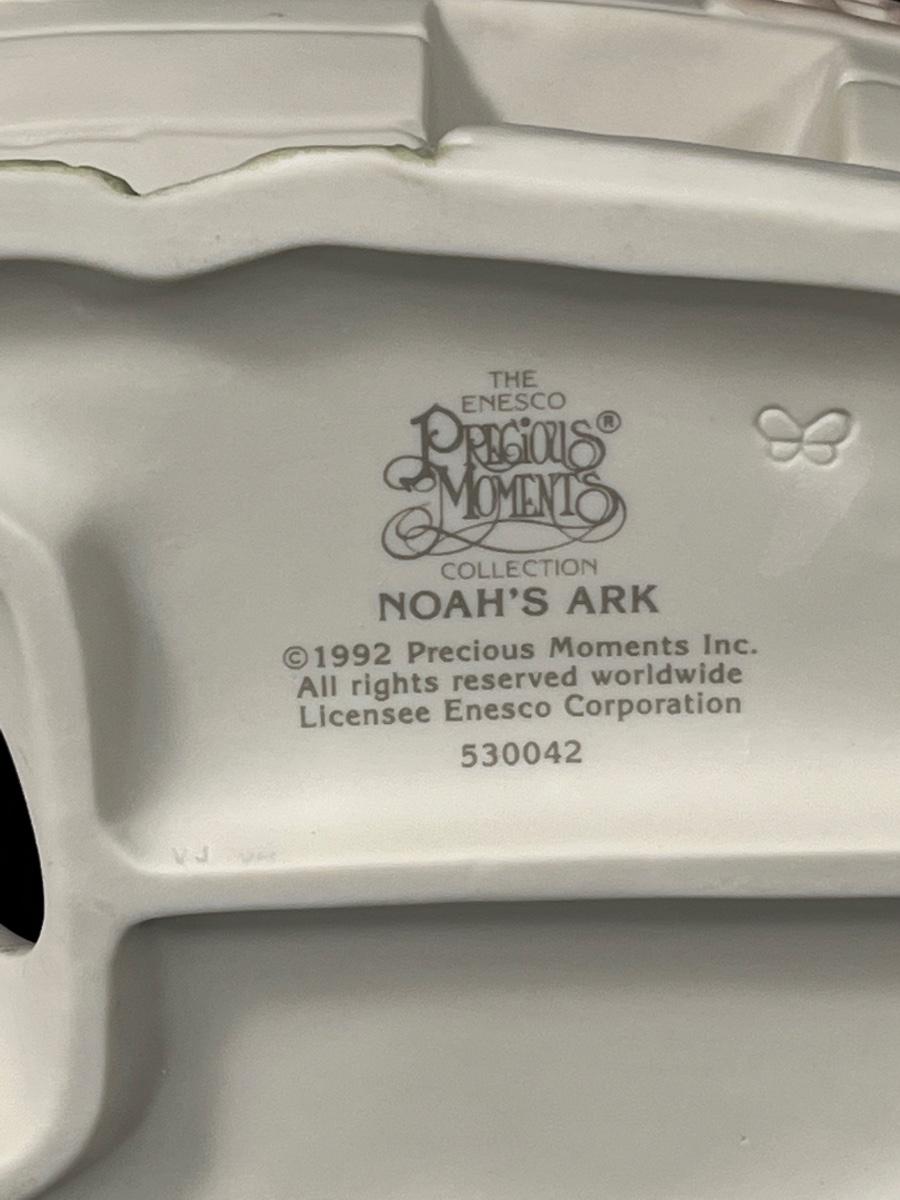 THE
ENESCO
PRECIOUS®
MOMENTS
COLLECTION
NOAH'S ARK
©1992 Precious Moments Inc.
All rights reserved worldwide
Licensee Enesco Corporation
530042
VJ